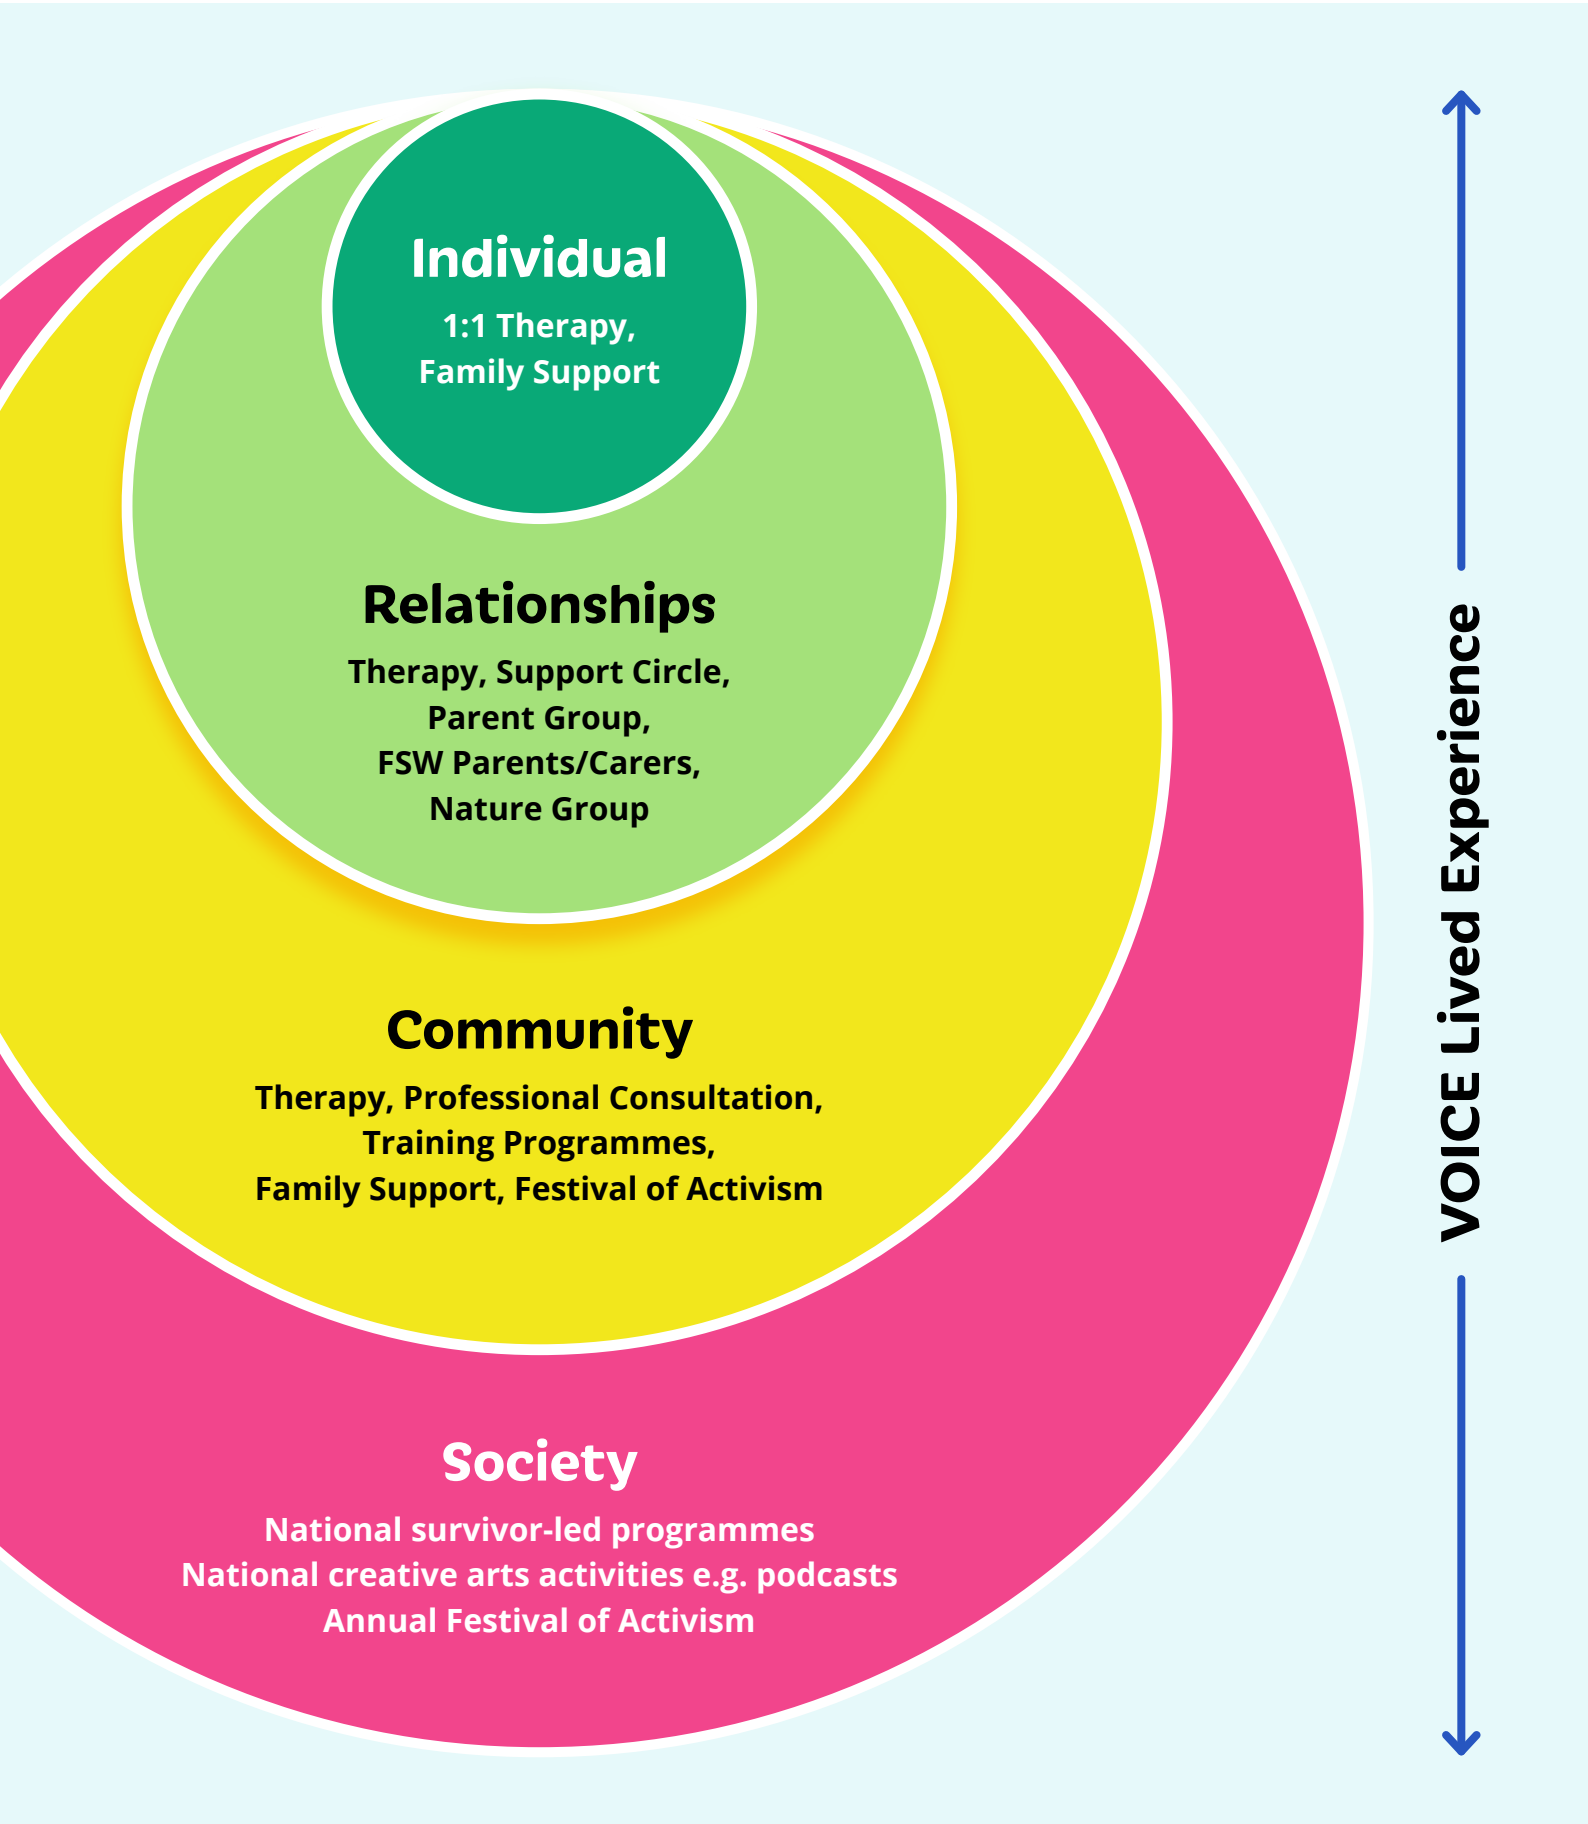 Individual
1:1 Therapy,
Family Support
Relationships
Therapy, Support Circle,
Parent Group,
FSW Parents/Carers,
Nature Group
Community
Therapy, Professional Consultation,
Training Programmes,
Family Support, Festival of Activism
Society
National survivor-led programmes
National creative arts activities e.g. podcasts
Annual Festival of Activism
VOICE Lived Experience